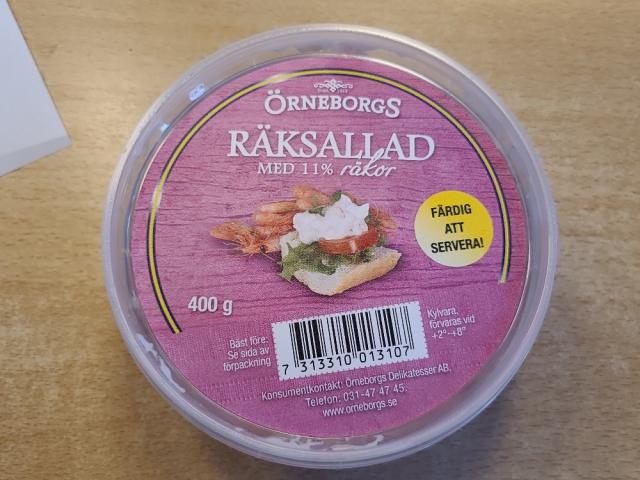 ÖRNEBORGS
RÄKSALLAD
MED 11% räkor
FÄRDIG
ATT
SERVERA!
400 g
Bäst före:
Se sida av
förpackning
7 313310 013107
Kylvara,
förvaras vid
+2°-+8°
Konsumentkontakt: Örneborgs Delikatesser AB,
Telefon: 031-47 47 45.
www.orneborgs.se